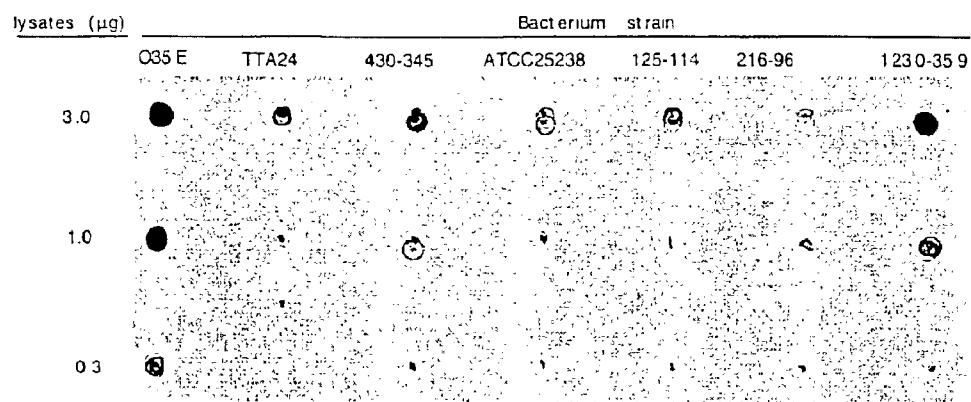 lysates (µg) Bacterium strain
O35 E TTA24 430-345 ATCC25238 125-114 216-96 1230-359
3.0
1.0
0.3